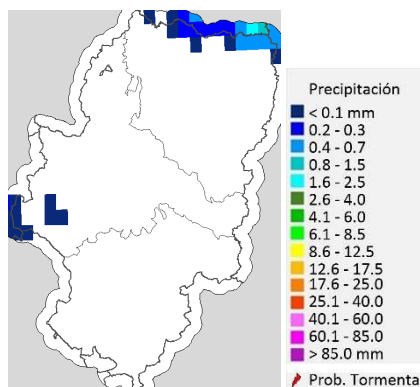 Precipitación
< 0.1 mm
0.2 - 0.3
0.4 - 0.7
0.8 - 1.5
1.6 - 2.5
2.6 - 4.0
4.1 - 6.0
6.1 - 8.5
8.6 - 12.5
12.6 - 17.5
17.6 - 25.0
25.1 - 40.0
40.1 - 60.0
60.1 - 85.0
> 85.0 mm
Prob. Tormenta